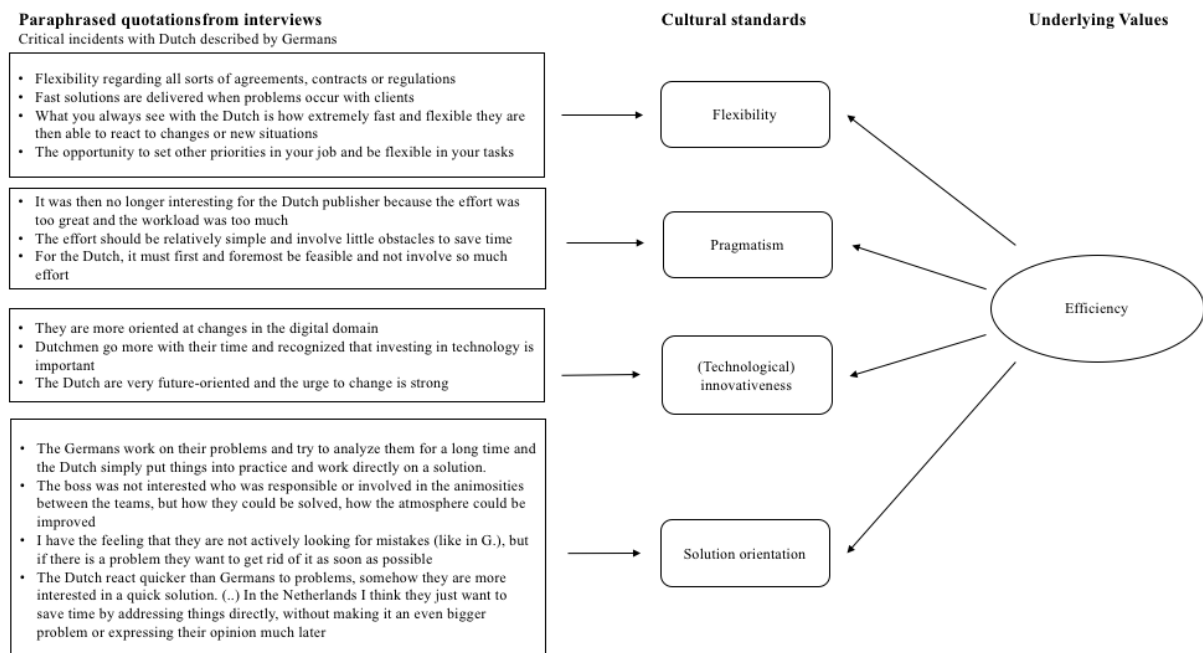 Paraphrased quotationsfrom interviews
Critical incidents with Dutch described by Germans
• Flexibility regarding all sorts of agreements, contracts or regulations
• Fast solutions are delivered when problems occur with clients
• What you always see with the Dutch is how extremely fast and flexible they are
then able to react to changes or new situations
• The opportunity to set other priorities in your job and be flexible in your tasks
• It was then no longer interesting for the Dutch publisher because the effort was
too great and the workload was too much
• The effort should be relatively simple and involve little obstacles to save time
• For the Dutch, it must first and foremost be feasible and not involve so much
effort
• They are more oriented at changes in the digital domain
• Dutchmen go more with their time and recognized that investing in technology is
important
• The Dutch are very future-oriented and the urge to change is strong
• The Germans work on their problems and try to analyze them for a long time and
the Dutch simply put things into practice and work directly on a solution.
• The boss was not interested who was responsible or involved in the animosities
between the teams, but how they could be solved, how the atmosphere could be
improved
• I have the feeling that they are not actively looking for mistakes (like in G.), but
if there is a problem they want to get rid of it as soon as possible
• The Dutch react quicker than Germans to problems, somehow they are more
interested in a quick solution. (..) In the Netherlands I think they just want to
save time by addressing things directly, without making it an even bigger
problem or expressing their opinion much later
Cultural standards
Flexibility
Pragmatism
(Technological)
innovativeness
Solution orientation
Underlying Values
Efficiency